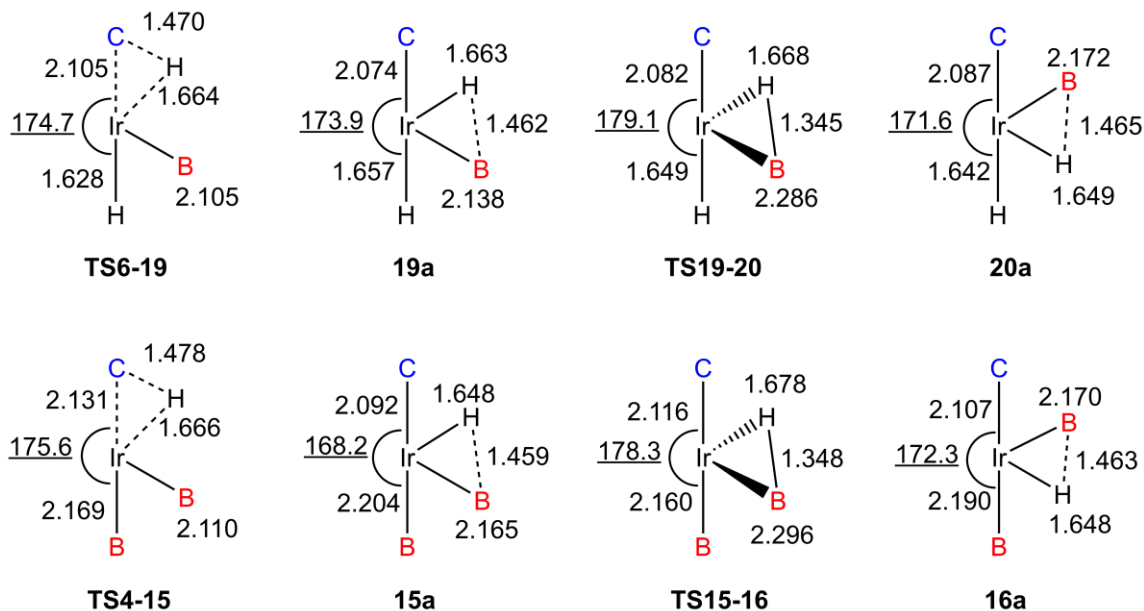 C 1.470
H
2.105
1.664
174.7
Ir
B
1.628
2.105
H
TS6-19
C
1.663
2.074
H
173.9
Ir
1.462
1.657
B
2.138
H
19a
C
1.668
2.082
H
179.1
Ir
1.345
1.649
B
2.286
H
TS19-20
C
2.172
2.087
B
171.6
Ir
1.465
1.642
H
1.649
H
20a
C 1.478
2.131
H
1.666
175.6
Ir
2.169
B
2.110
B
TS4-15
C
1.648
2.092
H
168.2
Ir
1.459
2.204
B
2.165
B
15a
C
1.678
2.116
H
178.3
Ir
1.348
2.160
B
2.296
B
TS15-16
C
2.170
2.107
B
172.3
Ir
1.463
2.190
H
1.648
B
16a